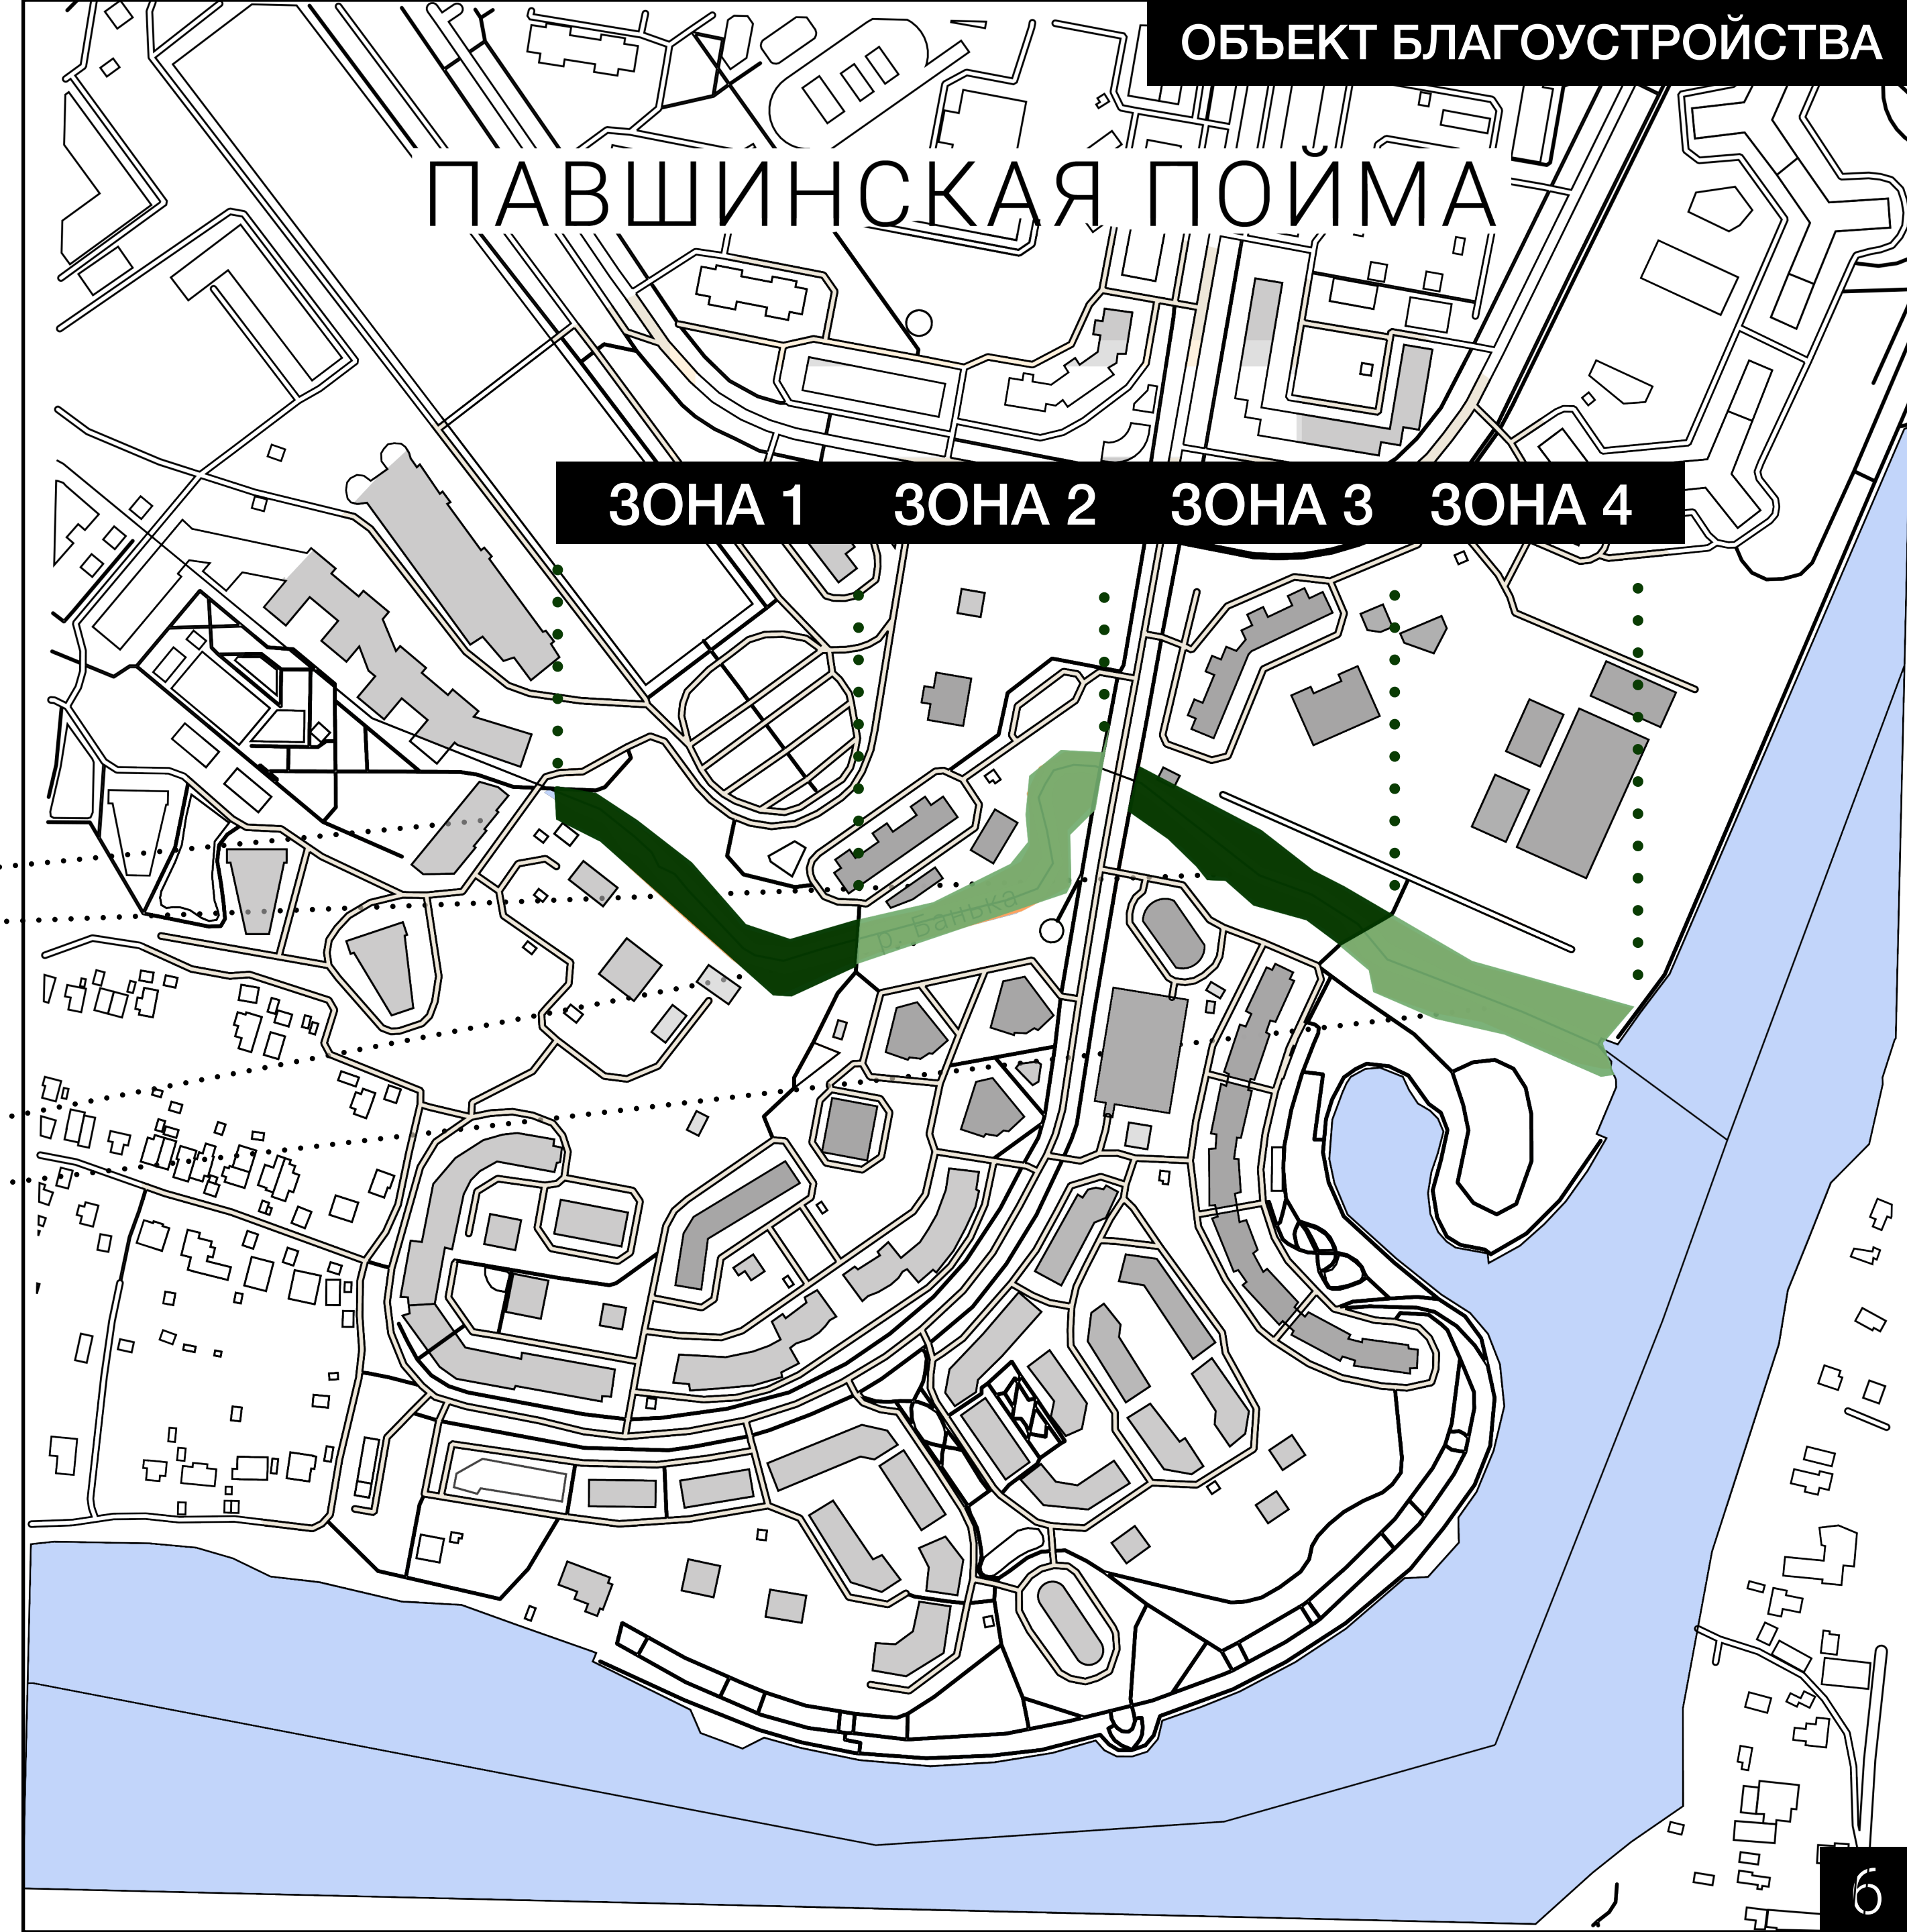 ОБЪЕКТ БЛАГОУСТРОЙСТВА
ПАВШИНСКАЯ ПОЙМА
ЗОНА 1 ЗОНА 2 ЗОНА 3 ЗОНА 4
р. Банька
6